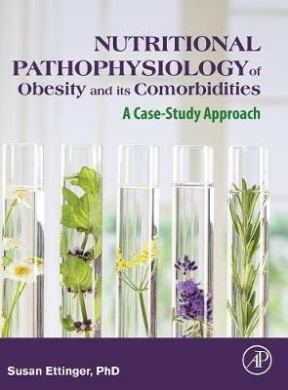 NUTRITIONAL
PATHOPHYSIOLOGY of
Obesity and its Comorbidities
A Case-Study Approach
Susan Ettinger, PhD
AP